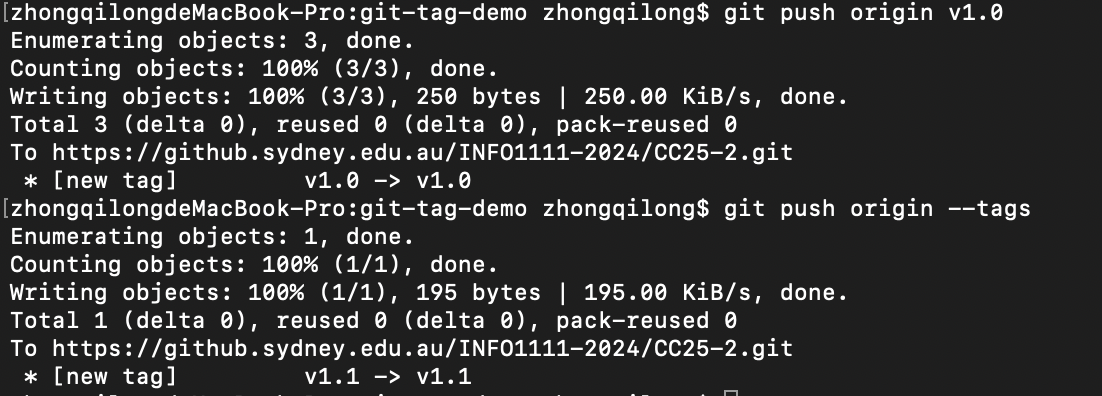 [zhongqilongdeMacBook-Pro:git-tag-demo zhongqilong$ git push origin v1.0
Enumerating objects: 3, done.
Counting objects: 100% (3/3), done.
Writing objects: 100% (3/3), 250 bytes | 250.00 KiB/s, done.
Total 3 (delta 0), reused 0 (delta 0), pack-reused 0
To https://github.sydney.edu.au/INFO1111-2024/CC25-2.git
 * [new tag]         v1.0 -> v1.0
[zhongqilongdeMacBook-Pro:git-tag-demo zhongqilong$ git push origin --tags
Enumerating objects: 1, done.
Counting objects: 100% (1/1), done.
Writing objects: 100% (1/1), 195 bytes | 195.00 KiB/s, done.
Total 1 (delta 0), reused 0 (delta 0), pack-reused 0
To https://github.sydney.edu.au/INFO1111-2024/CC25-2.git
 * [new tag]         v1.1 -> v1.1